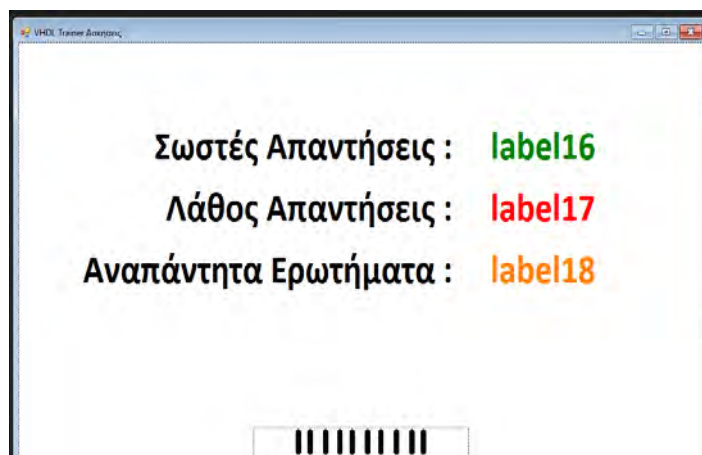 VHDL Trainer Ασκησεις
Σωστές Απαντήσεις : label16
Λάθος Απαντήσεις : label17
Αναπάντητα Ερωτήματα : label18